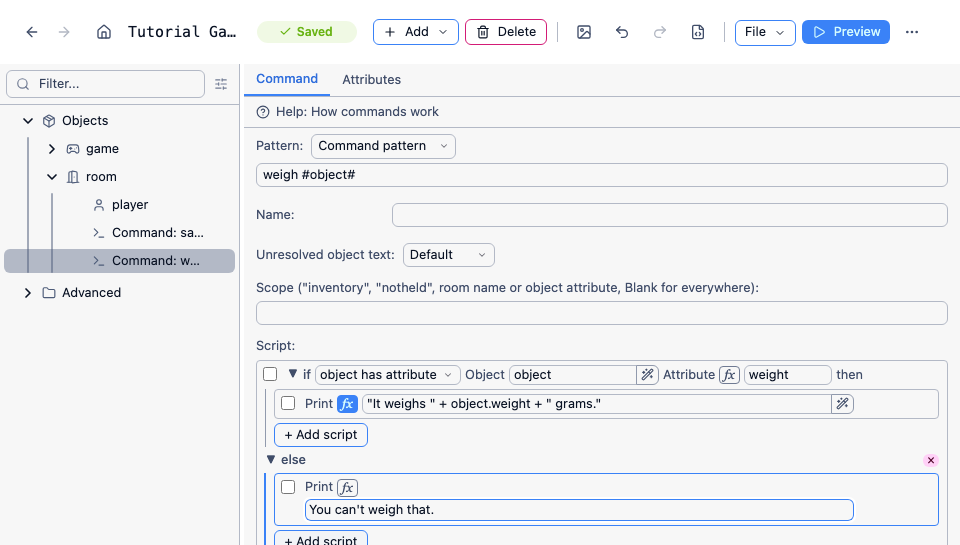 Tutorial Ga...
Saved
Add
Delete
File
Preview
Filter...
Objects
game
room
player
Command: sa...
Command: w...
Advanced
Command
Attributes
Help: How commands work
Pattern: Command pattern
weigh #object#
Name:
Unresolved object text: Default
Scope ("inventory", "notheld", room name or object attribute, Blank for everywhere):
Script:
if object has attribute Object object Attribute fx weight then
Print fx "It weighs " + object.weight + " grams."
+ Add script
else
Print fx
You can't weigh that.
+ Add script